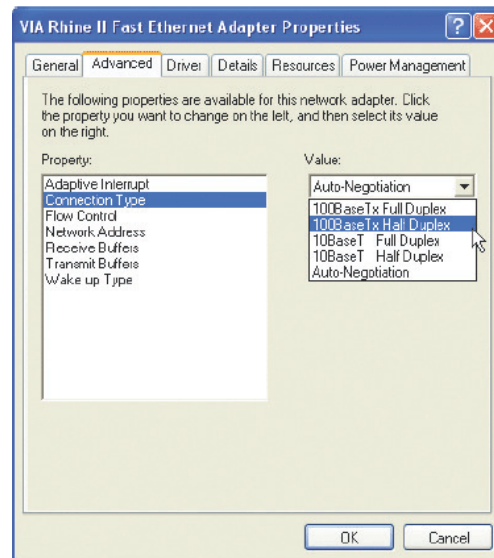 VIA Rhine II Fast Ethernet Adapter Properties
General Advanced Driver Details Resources Power Management
The following properties are available for this network adapter. Click
the property you want to change on the left, and then select its value
on the right.
Property:
Value:
Adaptive Interrupt
Connection Type
Flow Control
Network Address
Receive Buffers
Transmit Buffers
Wake up Type
Auto-Negotiation
100BaseTx Full Duplex
100BaseTx Half Duplex
10BaseT Full Duplex
10BaseT Half Duplex
Auto-Negotiation
OK Cancel